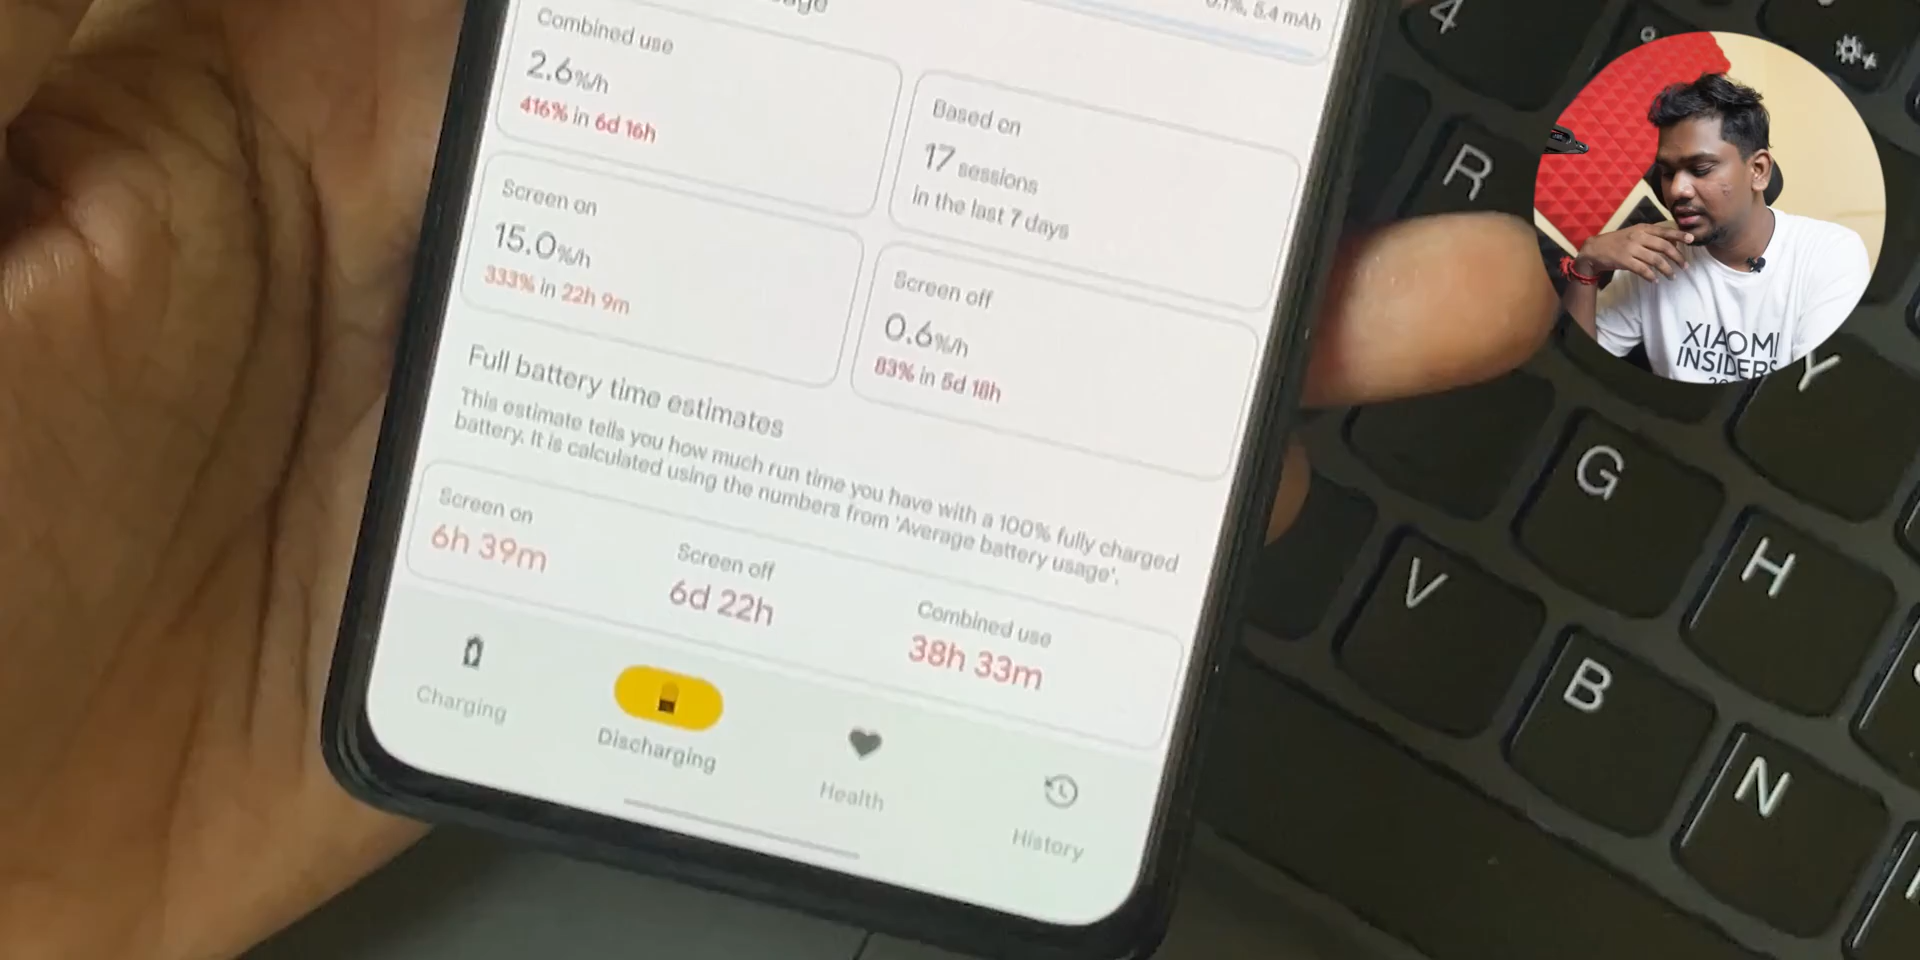 0.1%, 5.4 mAh
Combined use
2.6%/h
416% in 6d 16h
Based on
17 sessions
in the last 7 days
Screen on
15.0%/h
333% in 22h 9m
Screen off
0.6%/h
83% in 5d 18h
Full battery time estimates
This estimate tells you how much run time you have with a 100% fully charged
battery. It is calculated using the numbers from 'Average battery usage'.
Screen on
6h 39m
Screen off
6d 22h
Combined use
38h 33m
Charging
Discharging
Health
History
4
R
Y
G
H
V
B
N
XIAOMI
INSIDERS